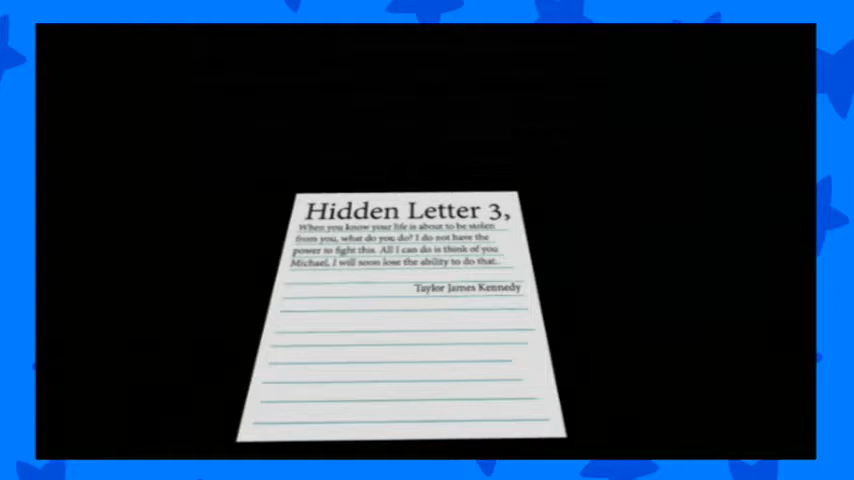 Hidden Letter 3,
When you know your life is about to be stolen
from you, what do you do? I do not have the
power to fight this. All I can do is think of you
Michael, I will soon lose the ability to do that..
Taylor James Kennedy